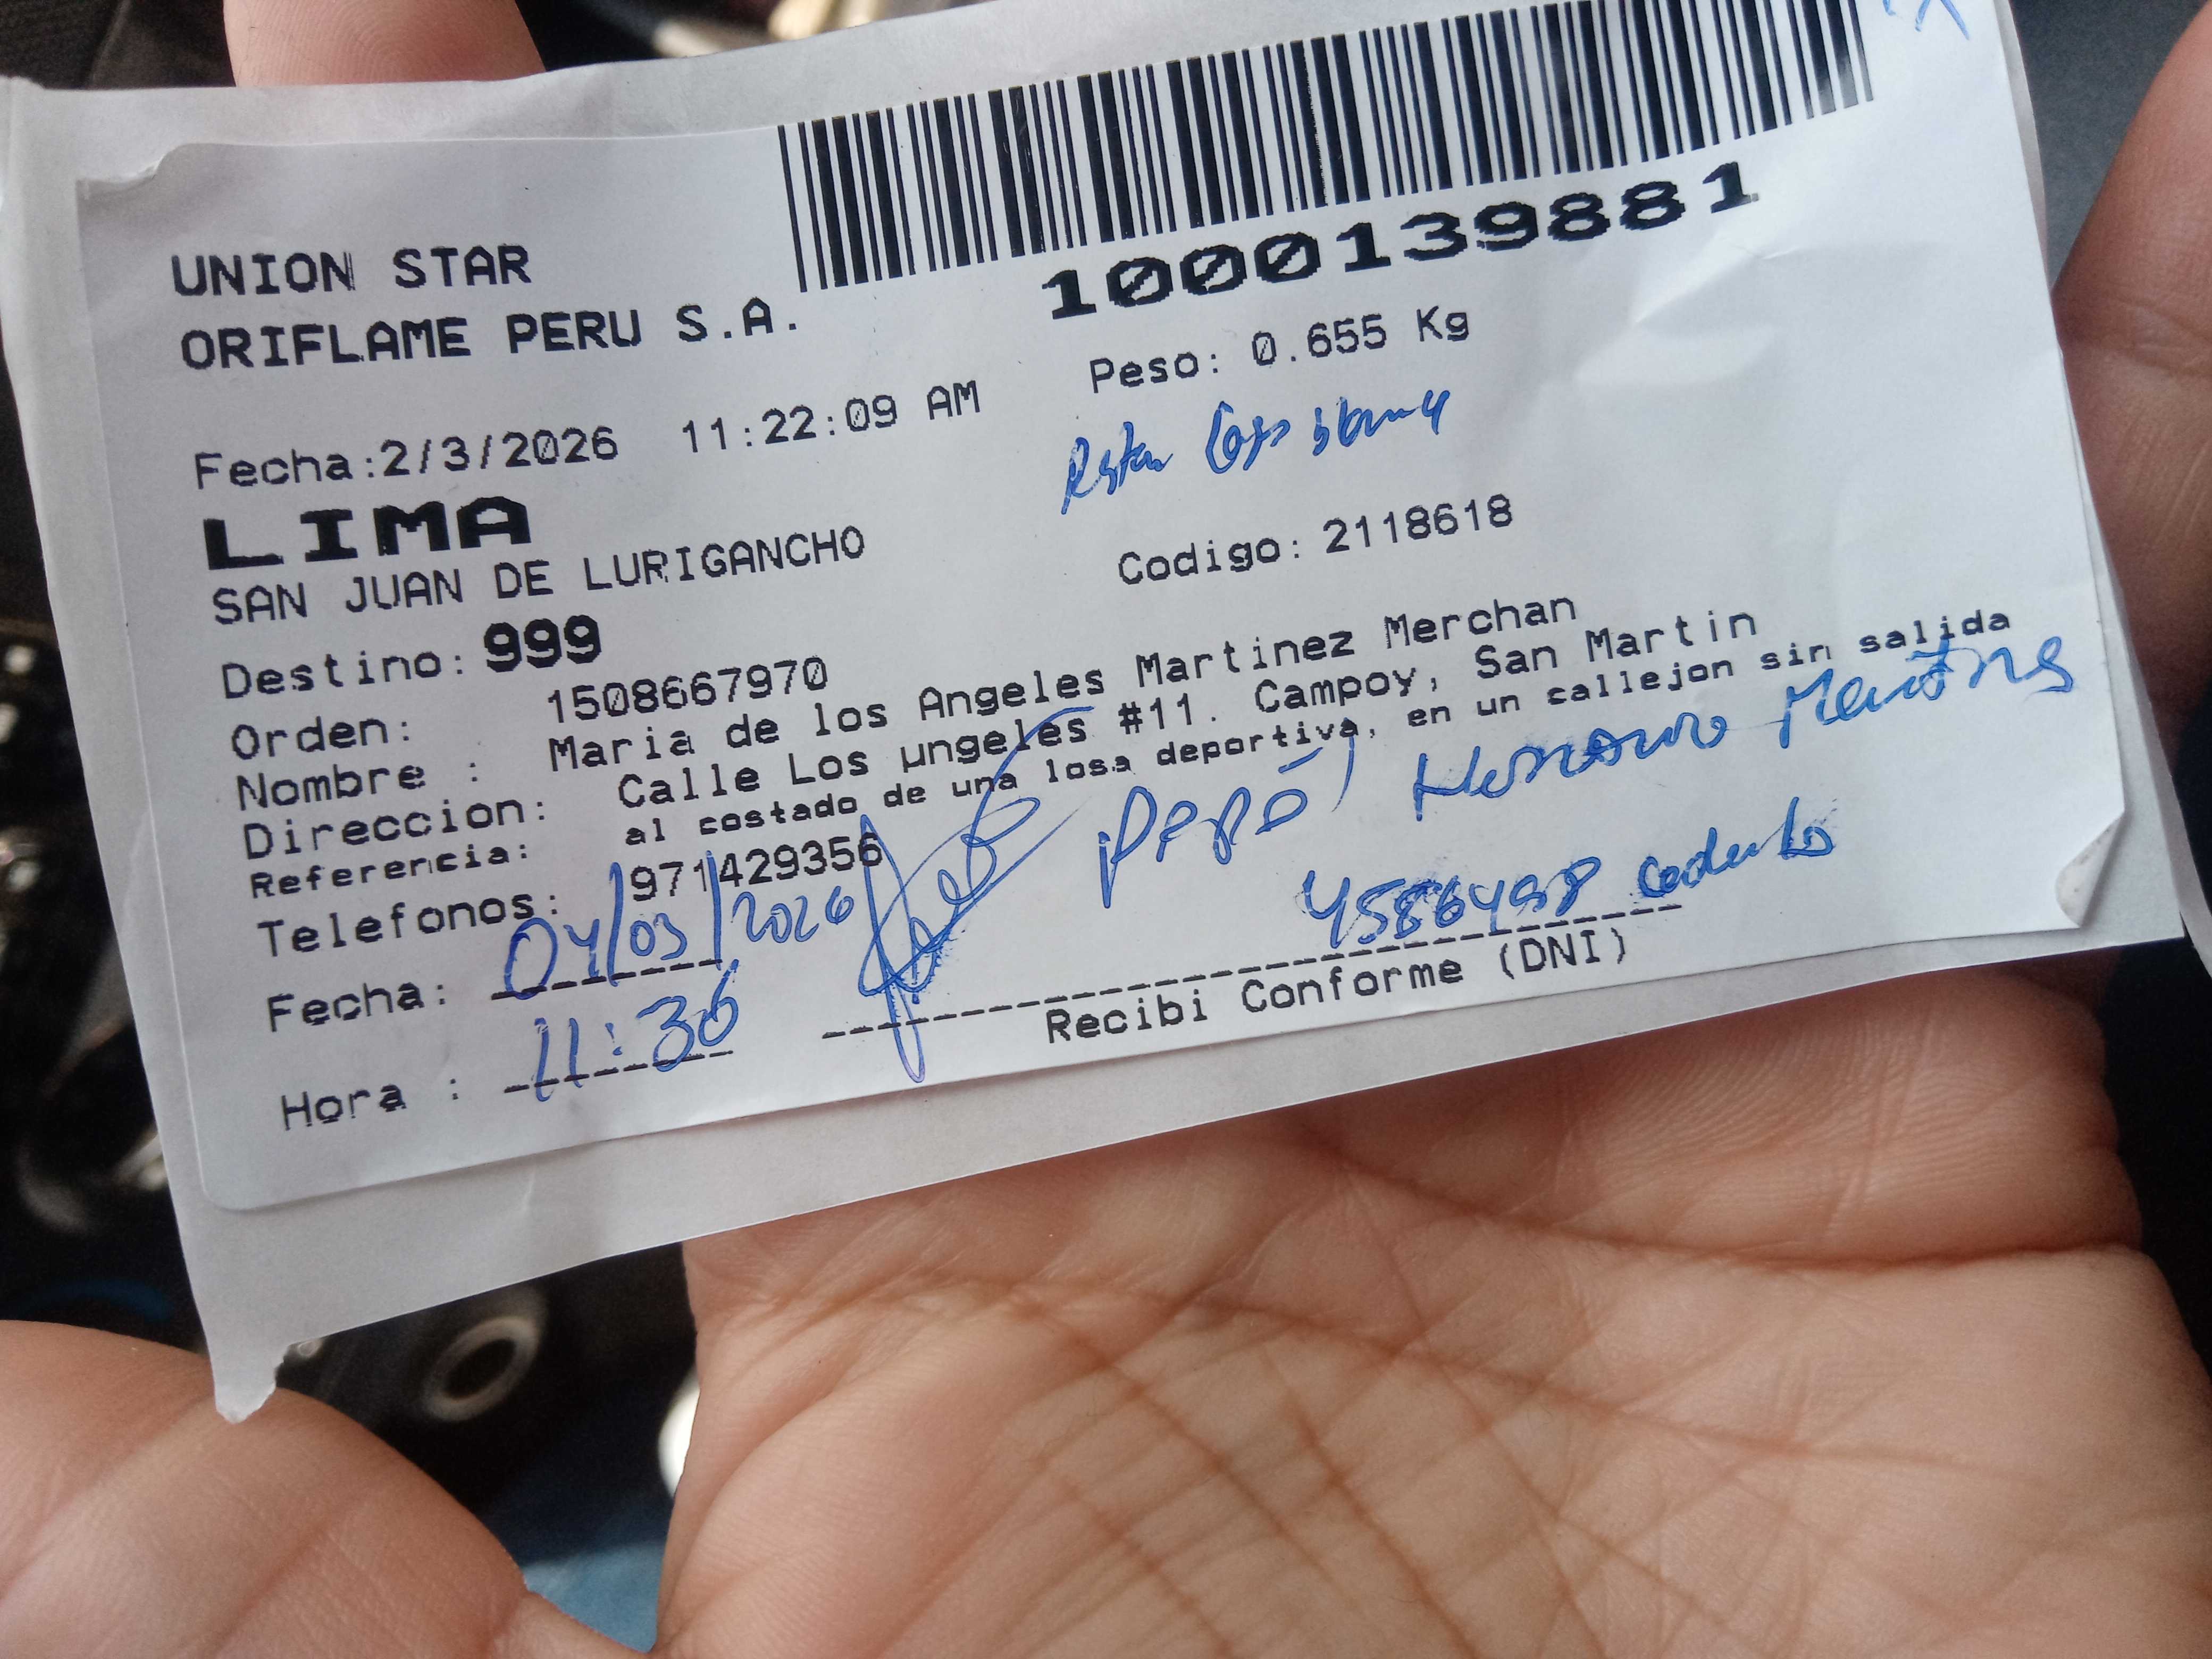 UNION STAR
ORIFLAME PERU S.A.
1000139881
Peso: 0.655 Kg
Fecha:2/3/2026 11:22:09 AM
LIMA
SAN JUAN DE LURIGANCHO
Codigo: 2118618
Destino: 999
Orden: 1508667970
Nombre : Maria de los Angeles Martinez Merchan
Direccion: Calle Los µngeles #11. Campoy, San Martin
Referencia: al costado de una losa deportiva, en un callejon sin salida
Telefonos: 971429356
PAPÁ
Fecha: 04/03/2026
Hora : 11:36
Recibi Conforme (DNI)